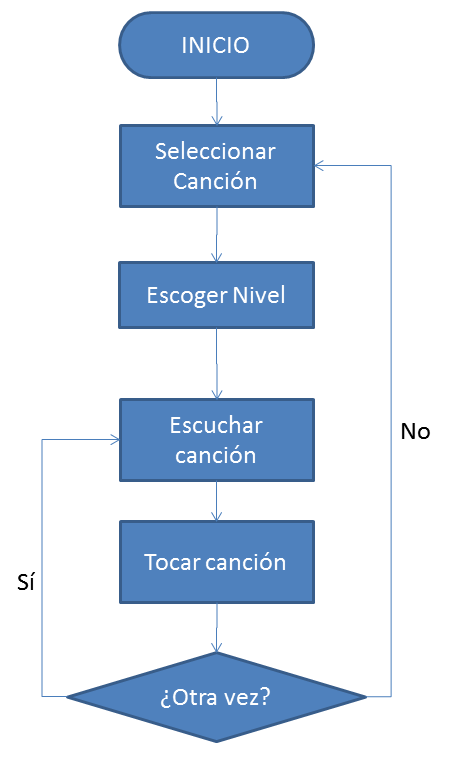 INICIO
Seleccionar
Canción
Escoger Nivel
Escuchar
canción
No
Tocar canción
Sí
¿Otra vez?